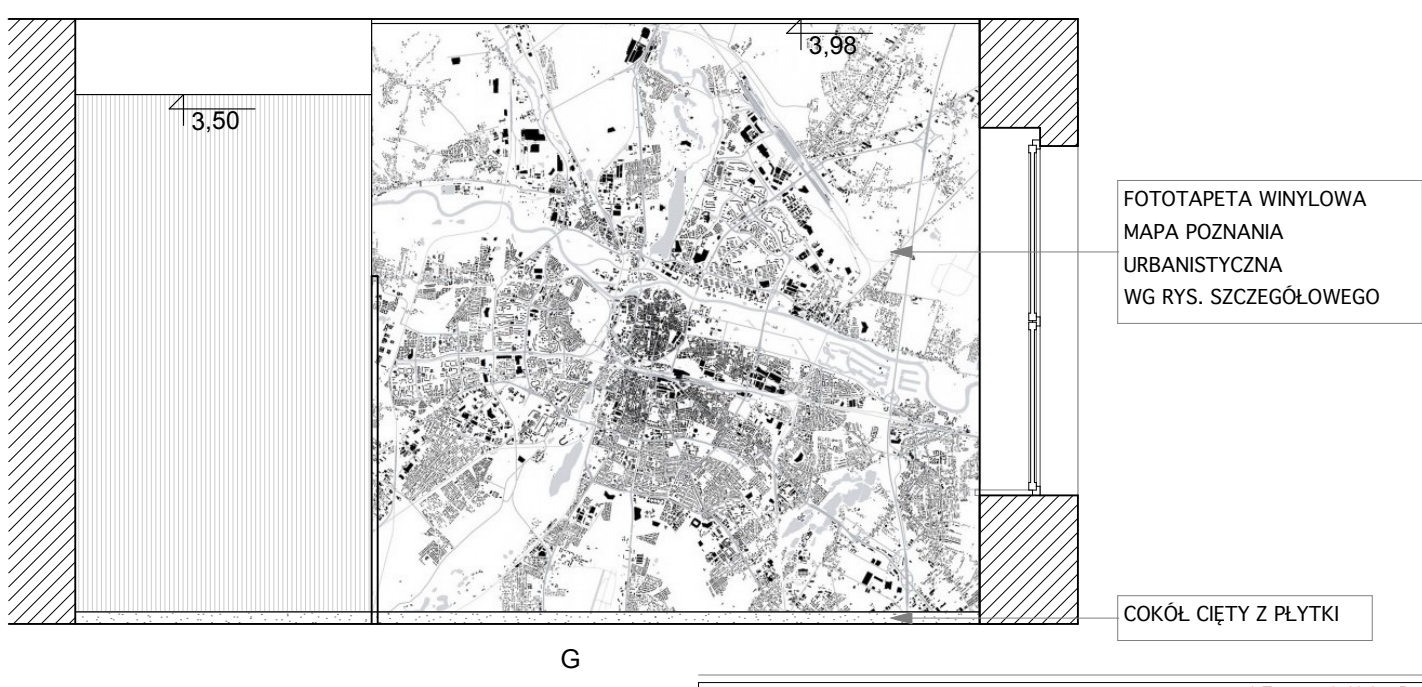 3,98
3,50
FOTOTAPETA WINYLOWA
MAPA POZNANIA
URBANISTYCZNA
WG RYS. SZCZEGÓŁOWEGO
COKÓŁ CIĘTY Z PŁYTKI
G